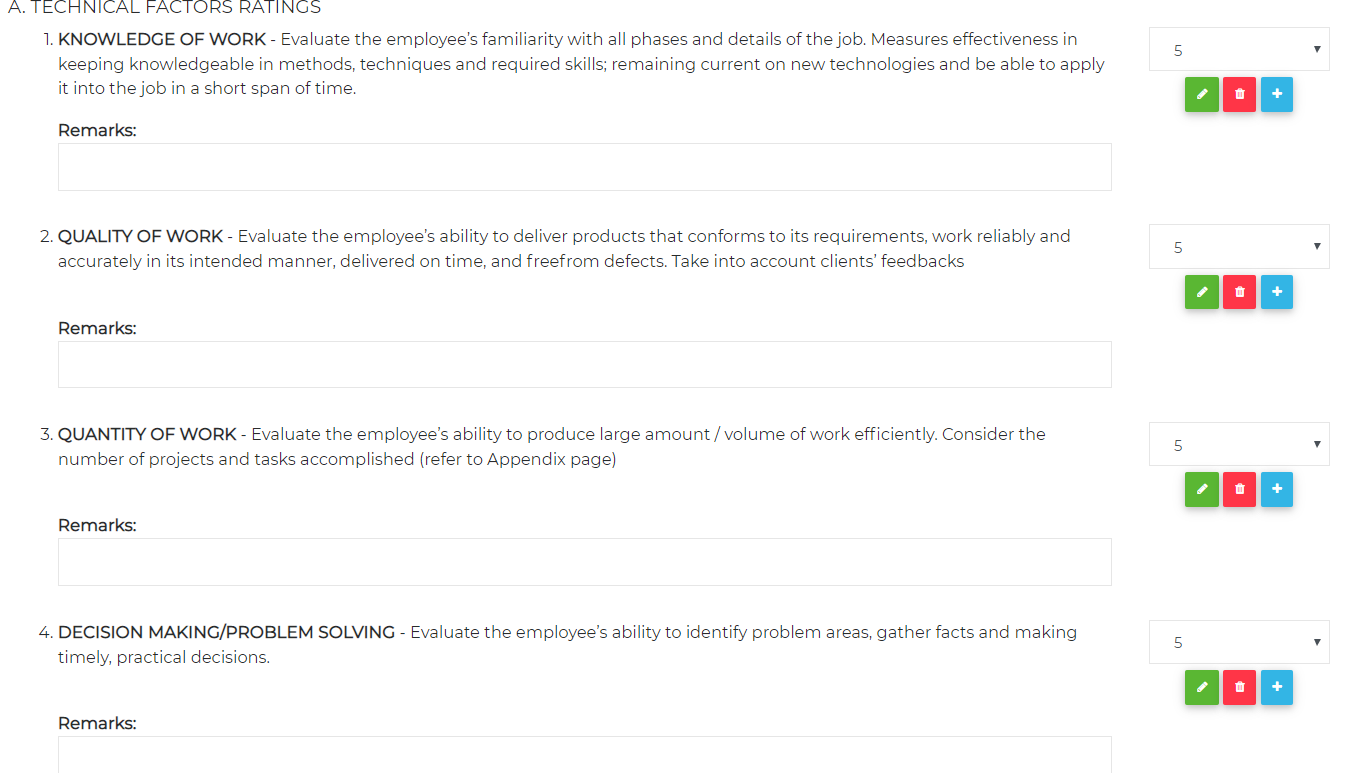 A. TECHNICAL FACTORS RATINGS
1. KNOWLEDGE OF WORK - Evaluate the employee's familiarity with all phases and details of the job. Measures effectiveness in
keeping knowledgeable in methods, techniques and required skills; remaining current on new technologies and be able to apply
it into the job in a short span of time.
5
Remarks:
2. QUALITY OF WORK - Evaluate the employee's ability to deliver products that conforms to its requirements, work reliably and
accurately in its intended manner, delivered on time, and freefrom defects. Take into account clients' feedbacks
5
Remarks:
3. QUANTITY OF WORK - Evaluate the employee's ability to produce large amount / volume of work efficiently. Consider the
number of projects and tasks accomplished (refer to Appendix page)
5
Remarks:
4. DECISION MAKING/PROBLEM SOLVING - Evaluate the employee's ability to identify problem areas, gather facts and making
timely, practical decisions.
5
Remarks: